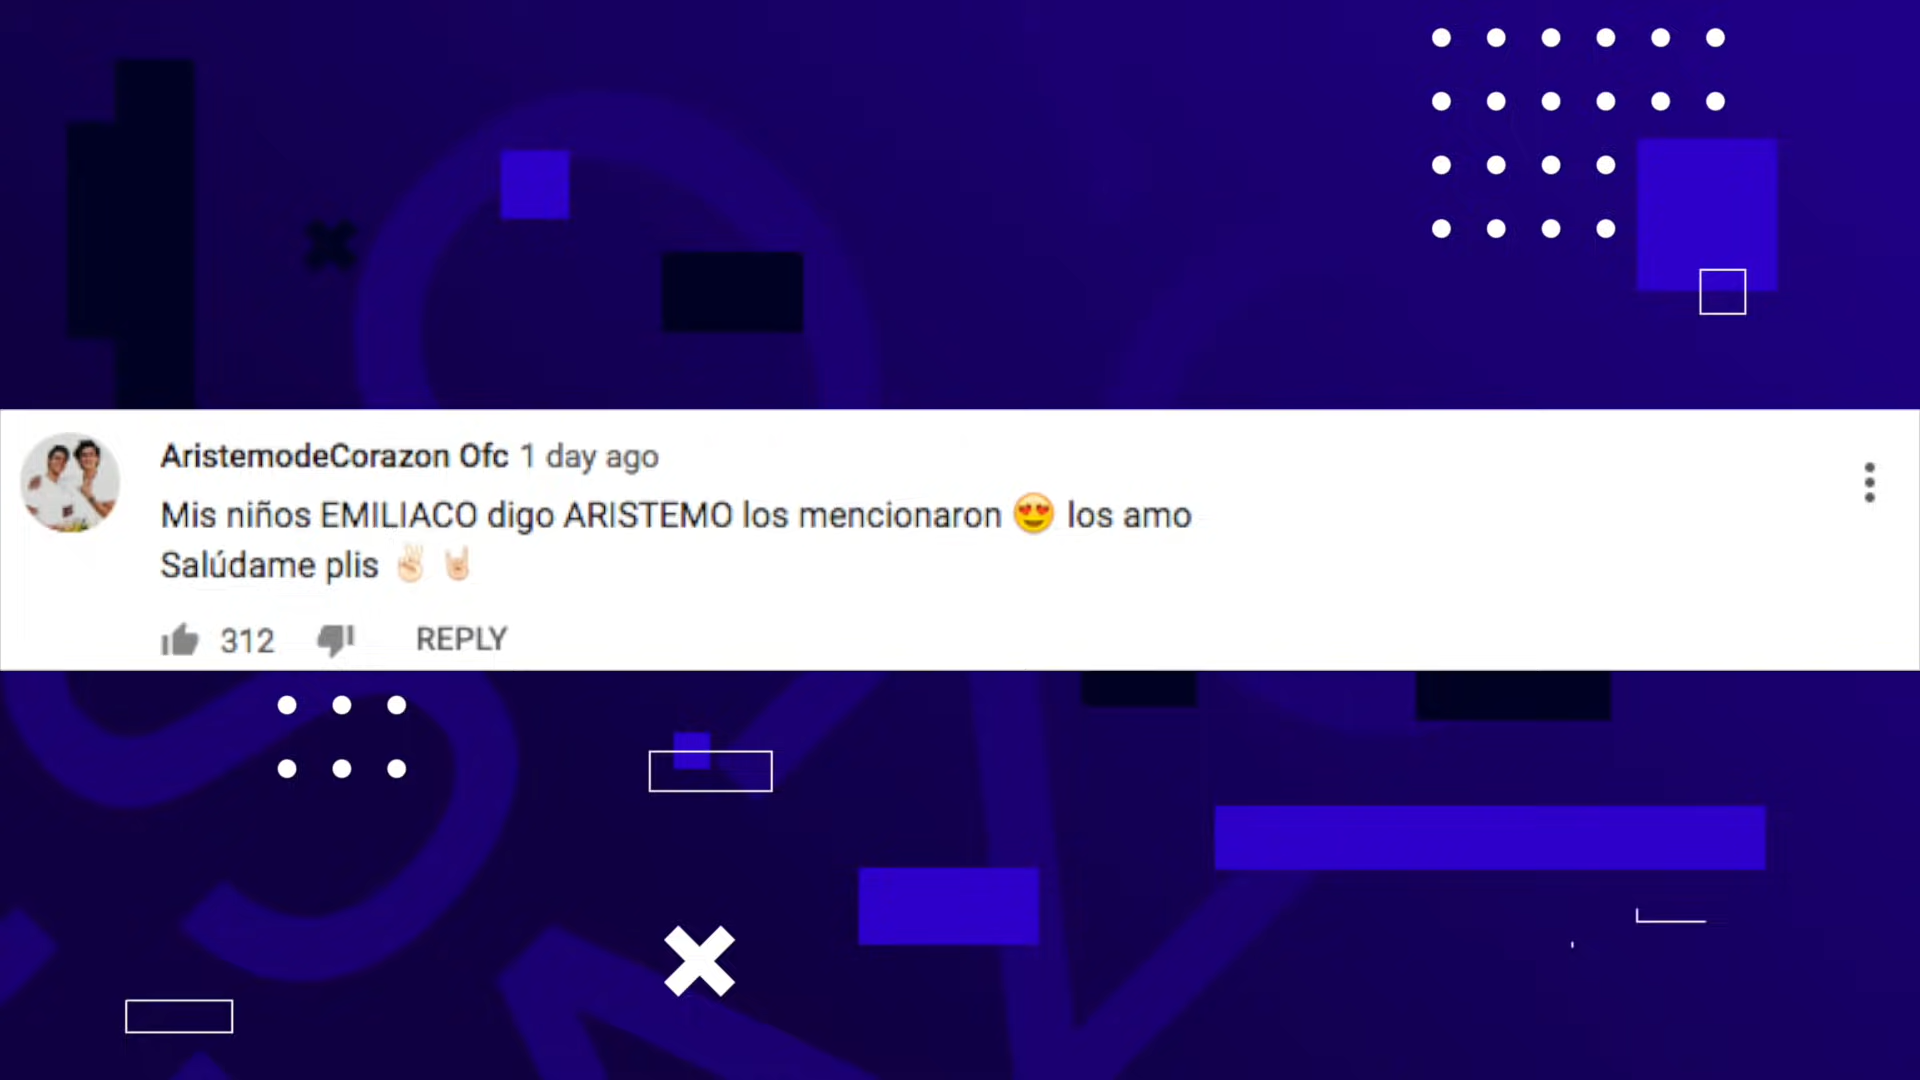 AristemodeCorazon Ofc 1 day ago
Mis niños EMILIACO digo ARISTEMO los mencionaron 😍 los amo
Salúdame plis ✌🏻 🤘🏻
312 REPLY